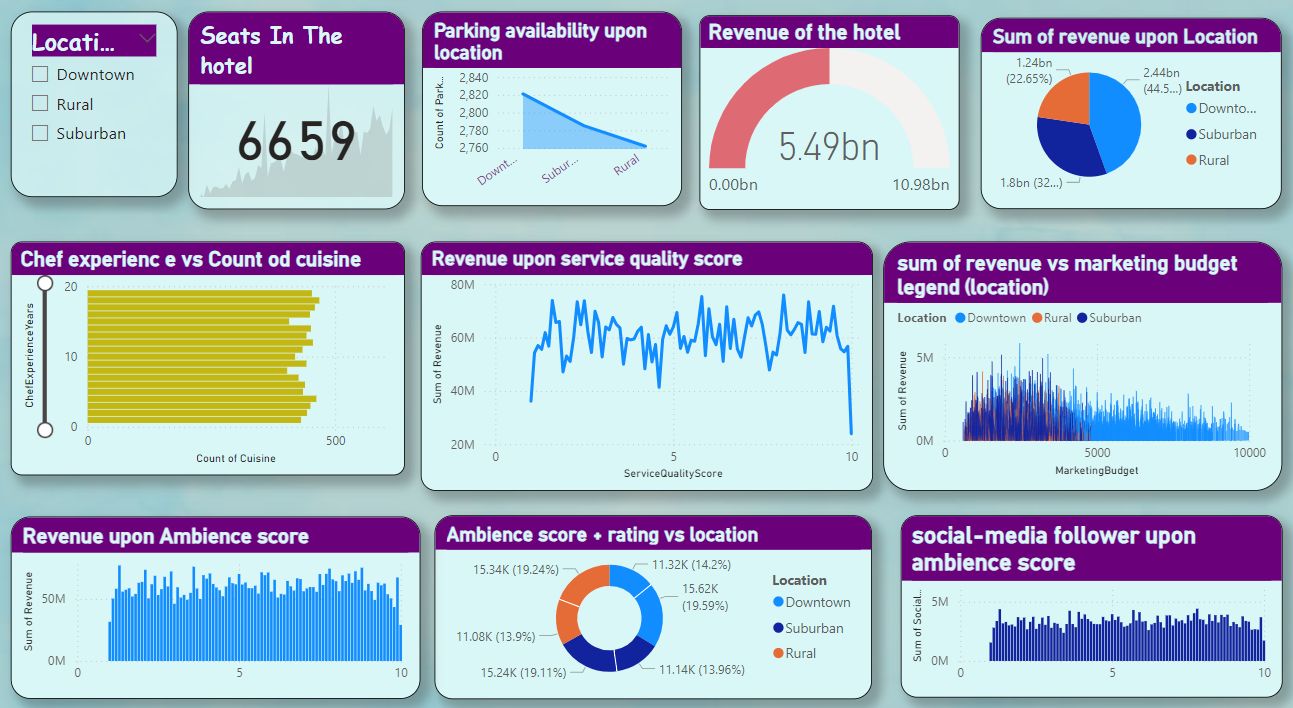 Locati...
Downtown
Rural
Suburban
Seats In The
hotel
6659
Parking availability upon
location
Count of Park...
2,840
2,820
2,800
2,780
2,760
Downt...
Subur...
Rural
Revenue of the hotel
5.49bn
0.00bn
10.98bn
Sum of revenue upon Location
1.24bn
(22.65%)
2.44bn
(44.5...)
1.8bn (32...)
Location
Downto...
Suburban
Rural
Chef experienc e vs Count od cuisine
ChefExperienceYears
20
10
0
0
500
Count of Cuisine
Revenue upon service quality score
Sum of Revenue
80M
60M
40M
20M
0
5
10
ServiceQualityScore
sum of revenue vs marketing budget
legend (location)
Location Downtown Rural Suburban
Sum of Revenue
5M
0M
0
5000
10000
MarketingBudget
Revenue upon Ambience score
Sum of Revenue
50M
0M
0
5
10
Ambience score + rating vs location
15.34K (19.24%)
11.32K (14.2%)
15.62K
(19.59%)
11.08K (13.9%)
15.24K (19.11%)
11.14K (13.96%)
Location
Downtown
Suburban
Rural
social-media follower upon
ambience score
Sum of Social...
5M
0M
0
5
10